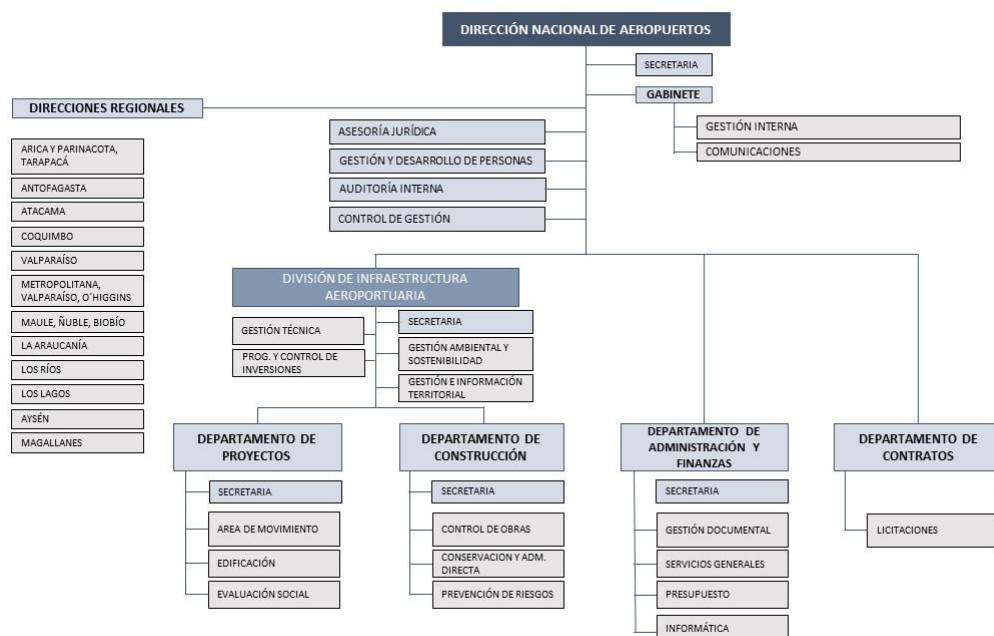 DIRECCIÓN NACIONAL DE AEROPUERTOS
SECRETARIA
GABINETE
GESTIÓN INTERNA
COMUNICACIONES
DIRECCIONES REGIONALES
ARICA Y PARINACOTA,
TARAPACÁ
ANTOFAGASTA
ATACAMA
COQUIMBO
VALPARAÍSO
METROPOLITANA,
VALPARAÍSO, O´HIGGINS
MAULE, ÑUBLE, BIOBÍO
LA ARAUCANÍA
LOS RÍOS
LOS LAGOS
AYSÉN
MAGALLANES
ASESORÍA JURÍDICA
GESTIÓN Y DESARROLLO DE PERSONAS
AUDITORÍA INTERNA
CONTROL DE GESTIÓN
DIVISIÓN DE INFRAESTRUCTURA
AEROPORTUARIA
GESTIÓN TÉCNICA
PROG. Y CONTROL DE
INVERSIONES
SECRETARIA
GESTIÓN AMBIENTAL Y
SOSTENIBILIDAD
GESTIÓN E INFORMACIÓN
TERRITORIAL
DEPARTAMENTO DE
PROYECTOS
SECRETARIA
AREA DE MOVIMIENTO
EDIFICACIÓN
EVALUACIÓN SOCIAL
DEPARTAMENTO DE
CONSTRUCCIÓN
SECRETARIA
CONTROL DE OBRAS
CONSERVACION Y ADM.
DIRECTA
PREVENCIÓN DE RIESGOS
DEPARTAMENTO DE
ADMINISTRACIÓN Y
FINANZAS
SECRETARIA
GESTIÓN DOCUMENTAL
SERVICIOS GENERALES
PRESUPUESTO
INFORMÁTICA
DEPARTAMENTO DE
CONTRATOS
LICITACIONES